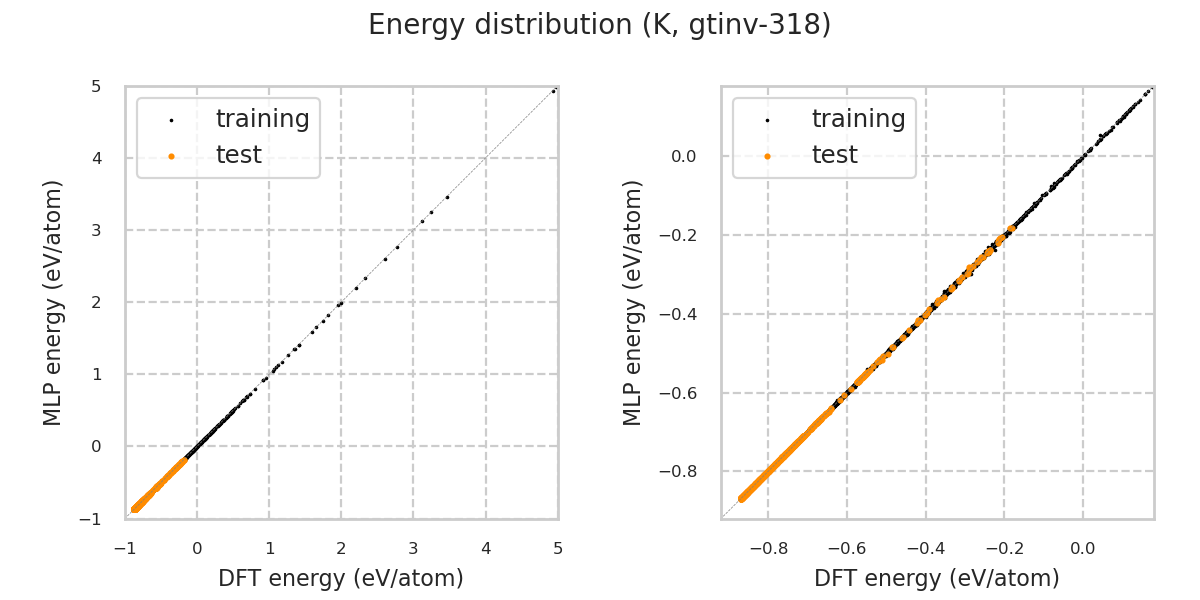 Energy distribution (K, gtinv-318)
training
test
5
4
3
2
1
0
−1
−1
0
1
2
3
4
5
MLP energy (eV/atom)
DFT energy (eV/atom)
training
test
0.0
−0.2
−0.4
−0.6
−0.8
−0.8
−0.6
−0.4
−0.2
0.0
MLP energy (eV/atom)
DFT energy (eV/atom)